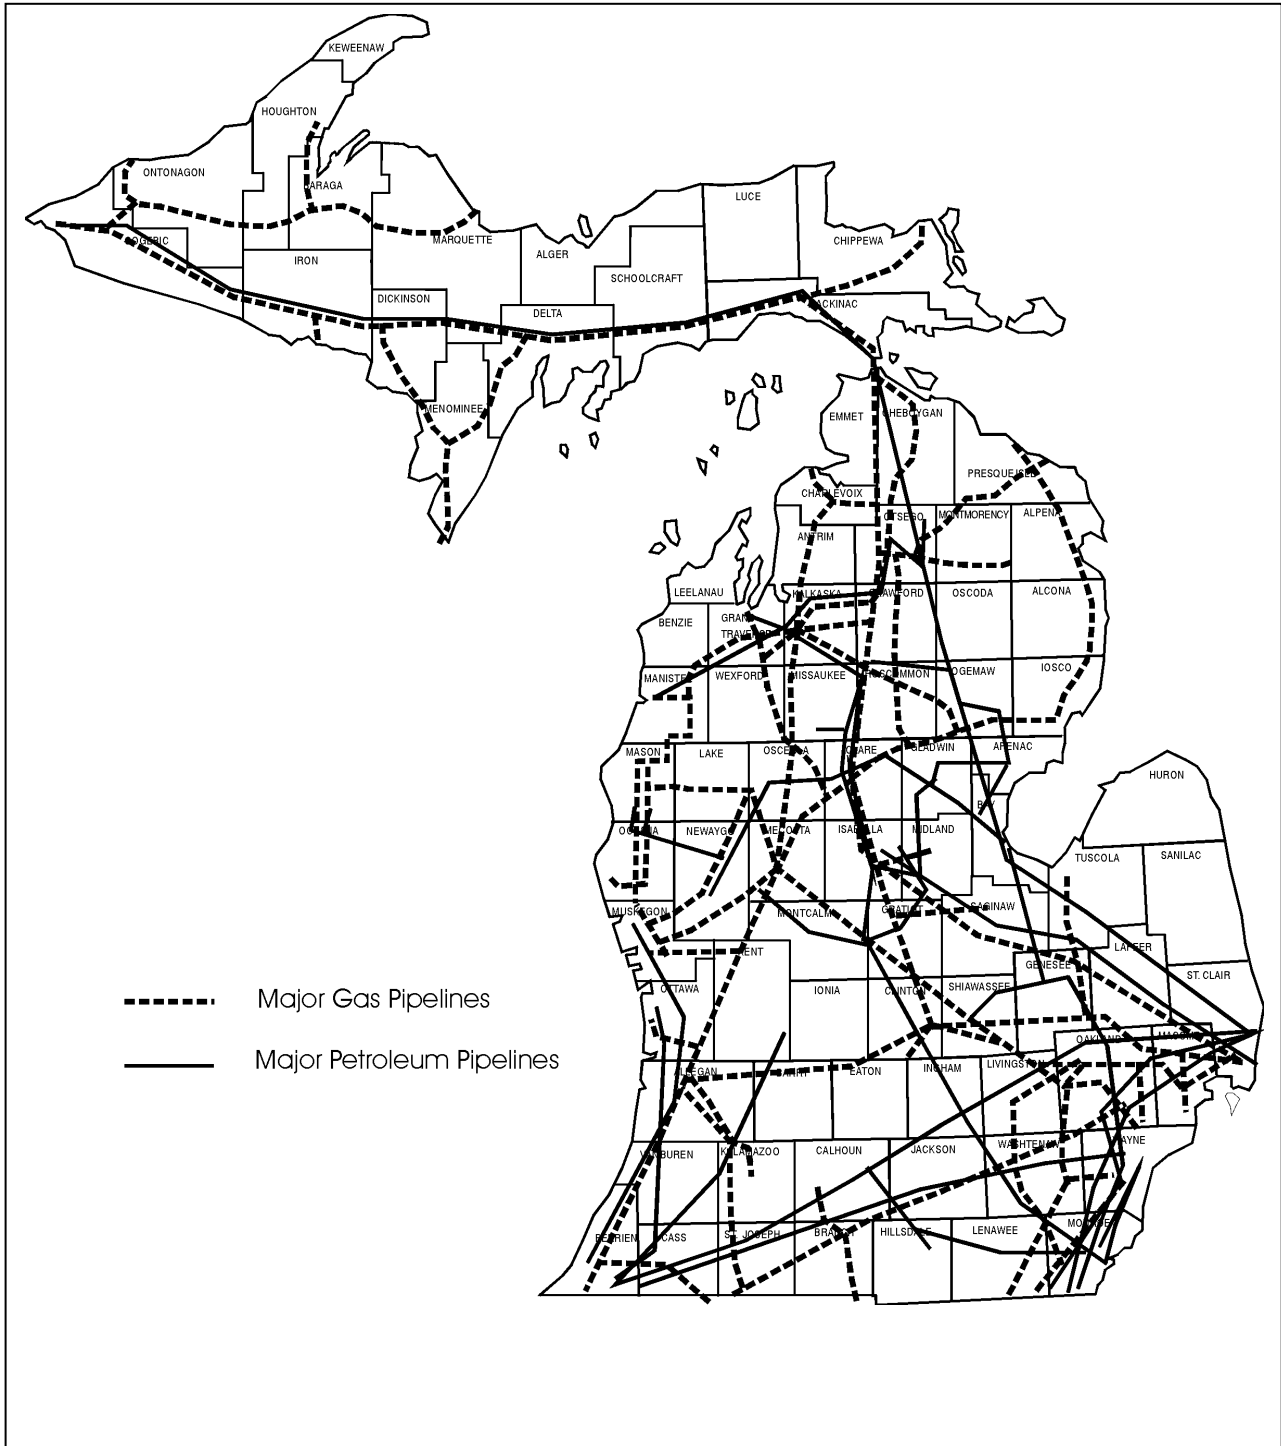 KEWEENAW
HOUGHTON
ONTONAGON
BARAGA
LUCE
GOGEBIC
MARQUETTE
ALGER
CHIPPEWA
IRON
SCHOOLCRAFT
DICKINSON
DELTA
MACKINAC
MENOMINEE
EMMET
CHEBOYGAN
PRESQUE ISLE
CHARLEVOIX
OTSEGO
MONTMORENCY
ALPENA
ANTRIM
LEELANAU
KALKASKA
CRAWFORD
OSCODA
ALCONA
BENZIE
GRAND
TRAVERSE
MANISTEE
WEXFORD
MISSAUKEE
ROSCOMMON
OGEMAW
IOSCO
MASON
LAKE
OSCEOLA
CLARE
GLADWIN
ARENAC
HURON
BAY
OCEANA
NEWAYGO
MECOSTA
ISABELLA
MIDLAND
TUSCOLA
SANILAC
MUSKEGON
MONTCALM
GRATIOT
SAGINAW
KENT
GENESEE
LAPEER
ST. CLAIR
OTTAWA
IONIA
CLINTON
SHIAWASSEE
Major Gas Pipelines
Major Petroleum Pipelines
ALLEGAN
BARRY
EATON
INGHAM
LIVINGSTON
OAKLAND
MACOMB
VAN BUREN
KALAMAZOO
CALHOUN
JACKSON
WASHTENAW
WAYNE
BERRIEN
CASS
ST. JOSEPH
BRANCH
HILLSDALE
LENAWEE
MONROE